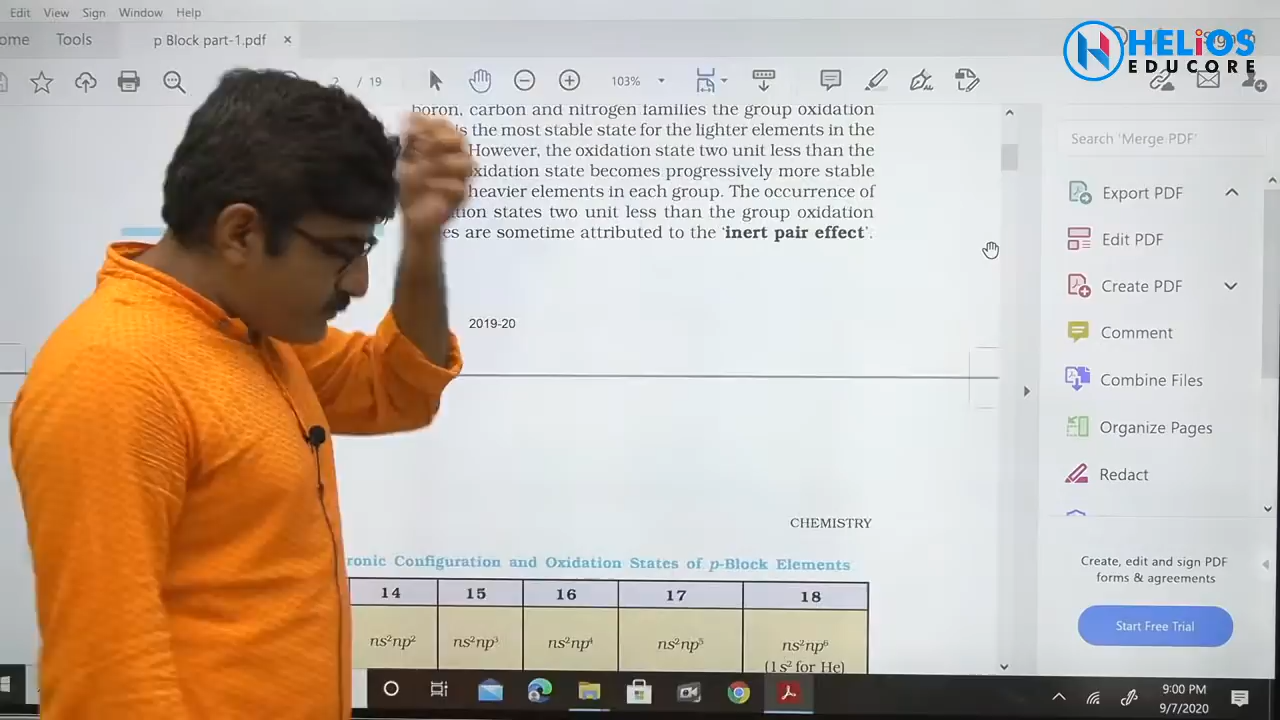 Edit View Sign Window Help
ome Tools p Block part-1.pdf ×
HELiOS
EDUCORE
2 / 19 103%
boron, carbon and nitrogen families the group oxidation
is the most stable state for the lighter elements in the
However, the oxidation state two unit less than the
oxidation state becomes progressively more stable
heavier elements in each group. The occurrence of
states two unit less than the group oxidation
are sometime attributed to the 'inert pair effect'.
2019-20
CHEMISTRY
ronic Configuration and Oxidation States of p-Block Elements
14 15 16 17 18
ns²np² ns²np³ ns²np⁴ ns²np⁵ ns²np⁶
(1s² for He)
Search 'Merge PDF'
Export PDF
Edit PDF
Create PDF
Comment
Combine Files
Organize Pages
Redact
Create, edit and sign PDF
forms & agreements
Start Free Trial
9:00 PM
9/7/2020